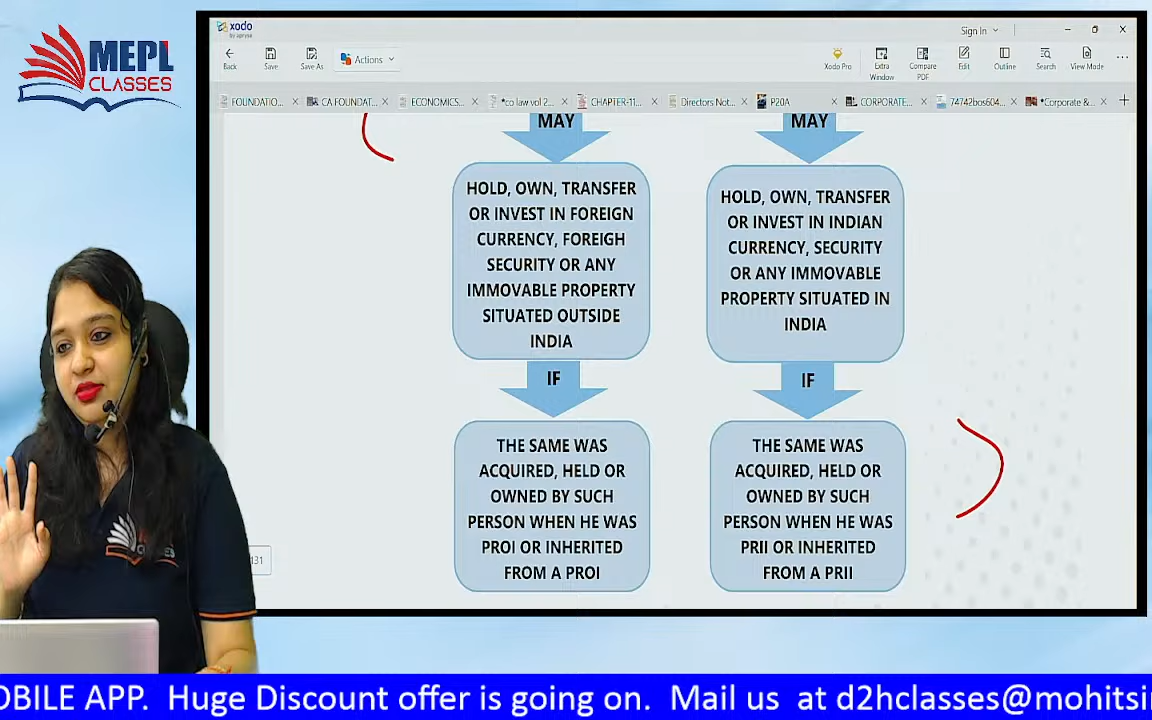 MEPL
CLASSES
xodo
by apryse
Sign In
Back
Save
Save As
Actions
Xodo Pro
Extra
Window
Compare
PDF
Edit
Outline
Search
View Mode
FOUNDATIO...
CA FOUNDAT...
ECONOMICS...
*co law vol 2...
CHAPTER-11...
Directors Not...
P20A
CORPORATE...
74742bos604...
*Corporate &...
MAY
HOLD, OWN, TRANSFER
OR INVEST IN FOREIGN
CURRENCY, FOREIGH
SECURITY OR ANY
IMMOVABLE PROPERTY
SITUATED OUTSIDE
INDIA
IF
THE SAME WAS
ACQUIRED, HELD OR
OWNED BY SUCH
PERSON WHEN HE WAS
PROI OR INHERITED
FROM A PROI
MAY
HOLD, OWN, TRANSFER
OR INVEST IN INDIAN
CURRENCY, SECURITY
OR ANY IMMOVABLE
PROPERTY SITUATED IN
INDIA
IF
THE SAME WAS
ACQUIRED, HELD OR
OWNED BY SUCH
PERSON WHEN HE WAS
PRII OR INHERITED
FROM A PRII
131
OBILE APP. Huge Discount offer is going on. Mail us at d2hclasses@mohitsi